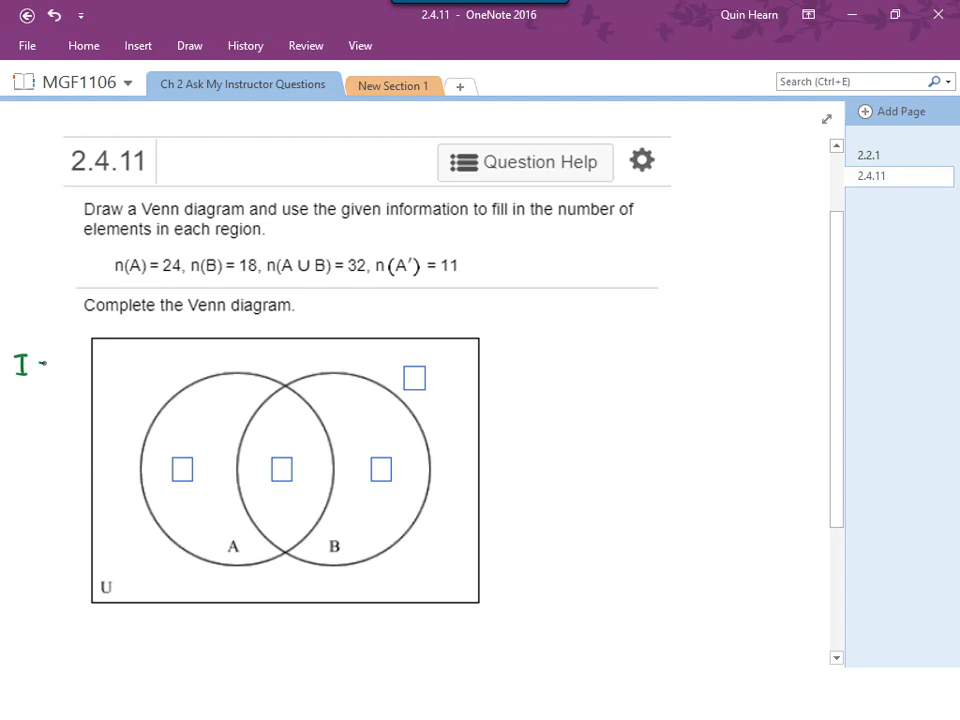 2.4.11 - OneNote 2016
Quin Hearn
File Home Insert Draw History Review View
MGF1106
Ch 2 Ask My Instructor Questions
New Section 1
+
Search (Ctrl+E)
Add Page
2.2.1
2.4.11
2.4.11
Question Help
Draw a Venn diagram and use the given information to fill in the number of
elements in each region.
n(A) = 24, n(B) = 18, n(A ∪ B) = 32, n(A′) = 11
Complete the Venn diagram.
I -
A
B
U